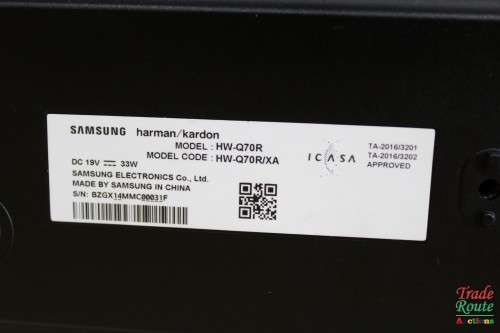 SAMSUNG harman/kardon
MODEL : HW-Q70R
MODEL CODE : HW-Q70R/XA
DC 19V ⎓ 33W
SAMSUNG ELECTRONICS Co., Ltd.
MADE BY SAMSUNG IN CHINA
S/N: BZGX14MMC00031F
ICASA
TA-2016/3201
TA-2016/3202
APPROVED
Trade
Route
Auctions